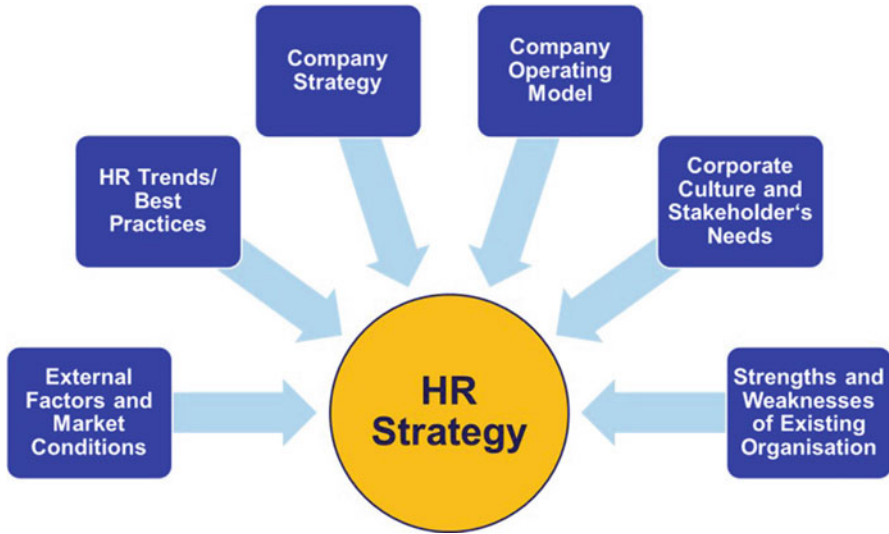 Company
Strategy
Company
Operating
Model
HR Trends/
Best
Practices
Corporate
Culture and
Stakeholder‘s
Needs
External
Factors and
Market
Conditions
HR
Strategy
Strengths and
Weaknesses
of Existing
Organisation